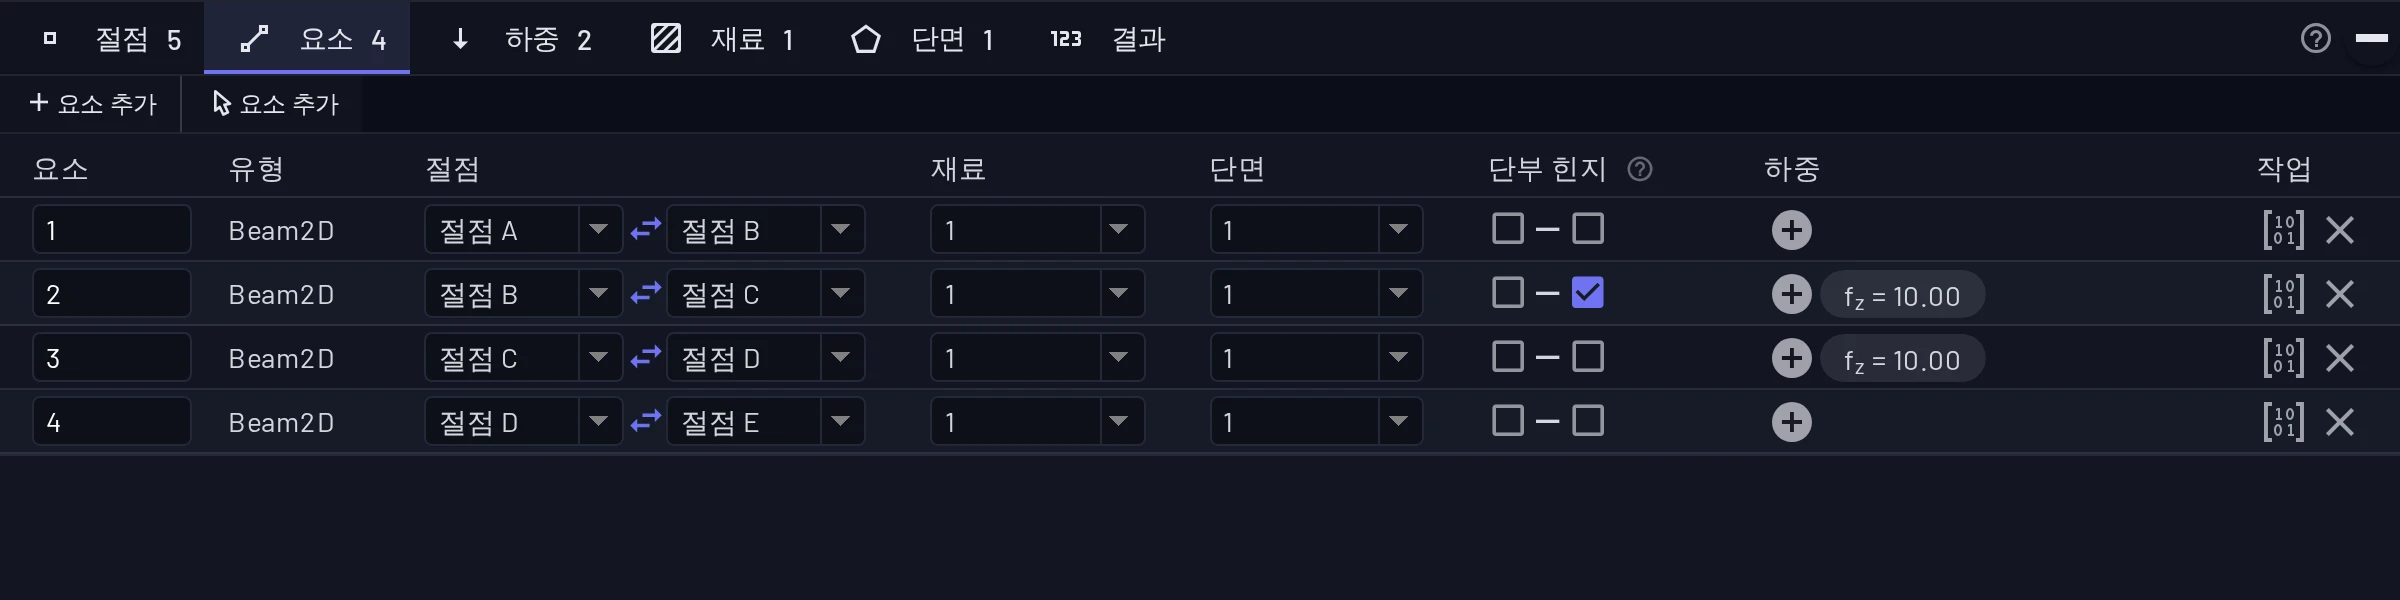 절점 5 요소 4 하중 2 재료 1 단면 1 123 결과
요소 추가 요소 추가
요소 유형 절점 재료 단면 단부 힌지 하중 작업
1 Beam2D 절점 A 절점 B 1 1
2 Beam2D 절점 B 절점 C 1 1 fz = 10.00
3 Beam2D 절점 C 절점 D 1 1 fz = 10.00
4 Beam2D 절점 D 절점 E 1 1